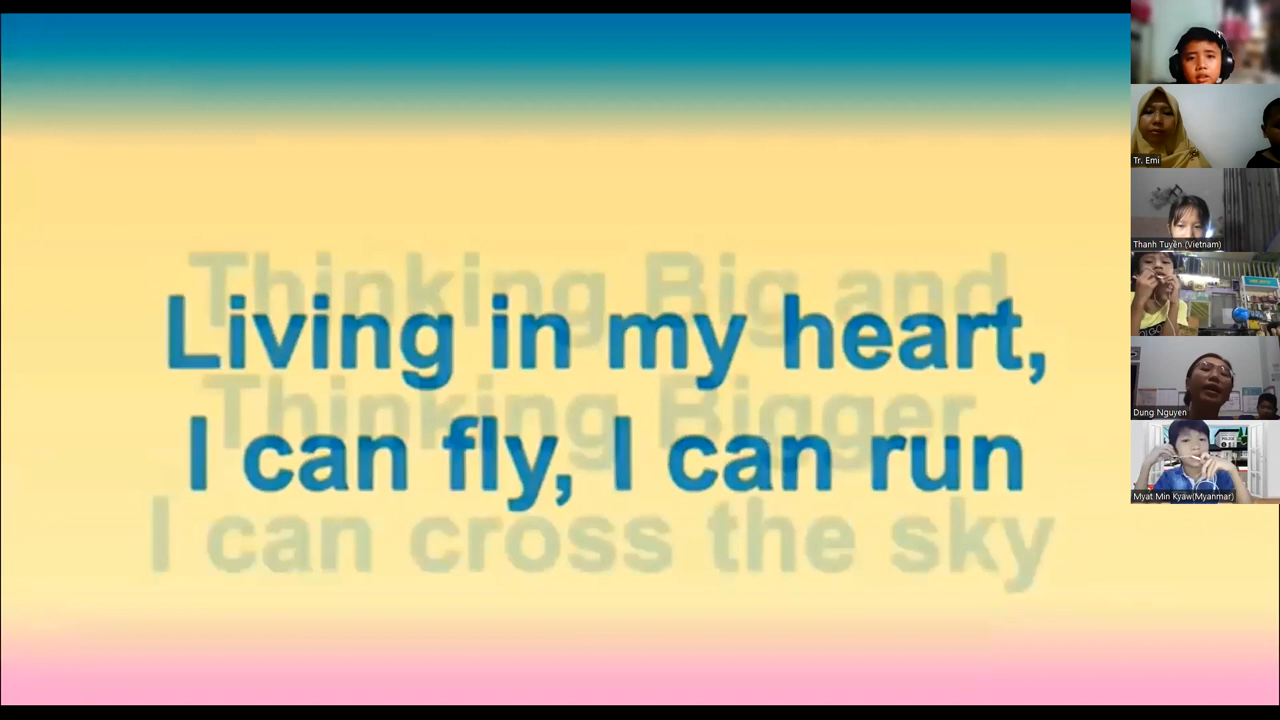 Thinking Big and
Living in my heart,
Thinking Bigger
I can fly, I can run
I can cross the sky
Tr. Emi
Thanh Tuyền (Vietnam)
Dung Nguyen
Myat Min Kyaw(Myanmar)